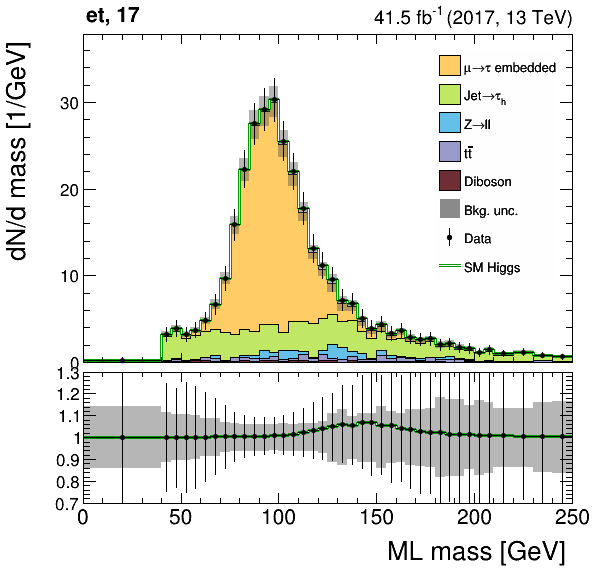 et, 17
41.5 fb⁻¹ (2017, 13 TeV)
dN/d mass [1/GeV]
30
20
10
0
μ→τ embedded
Jet→τₕ
Z→ll
tt̄
Diboson
Bkg. unc.
Data
SM Higgs
1.3
1.2
1.1
1
0.9
0.8
0.7
0 50 100 150 200 250
ML mass [GeV]